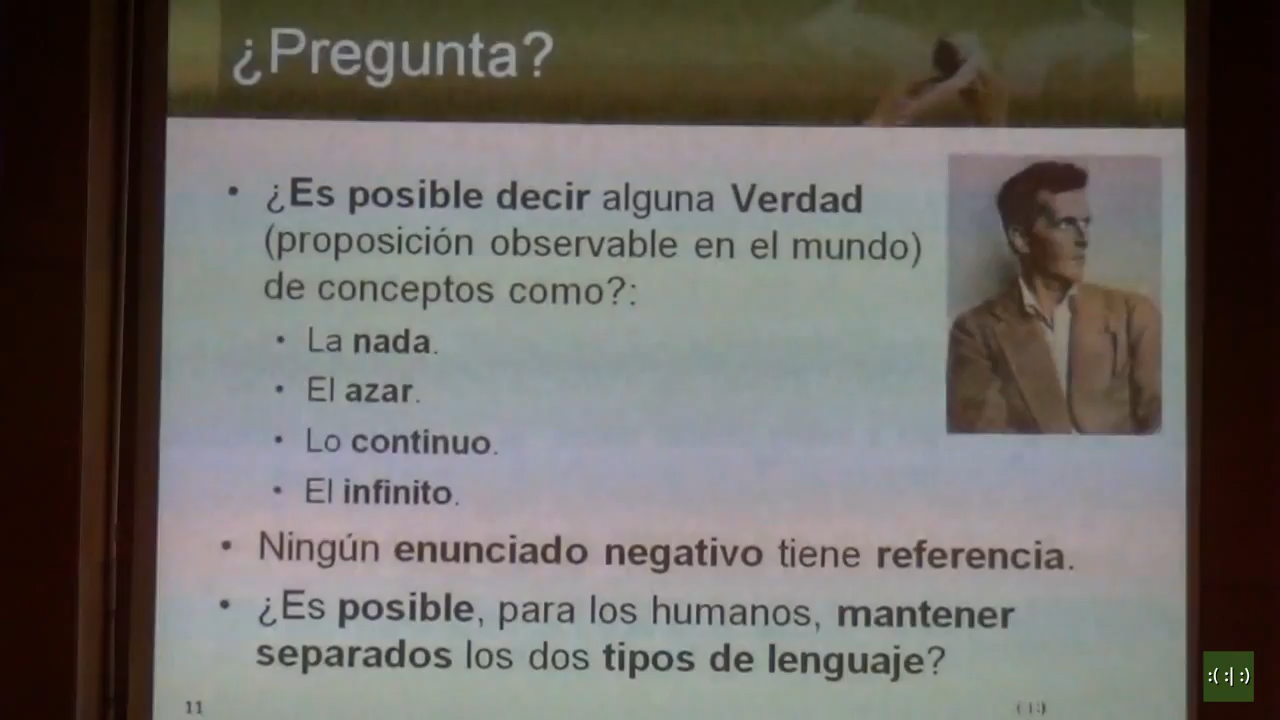 ¿Pregunta?
• ¿Es posible decir alguna Verdad
(proposición observable en el mundo)
de conceptos como?:
• La nada.
• El azar.
• Lo continuo.
• El infinito.
• Ningún enunciado negativo tiene referencia.
• ¿Es posible, para los humanos, mantener
separados los dos tipos de lenguaje?
11
:( :| :)